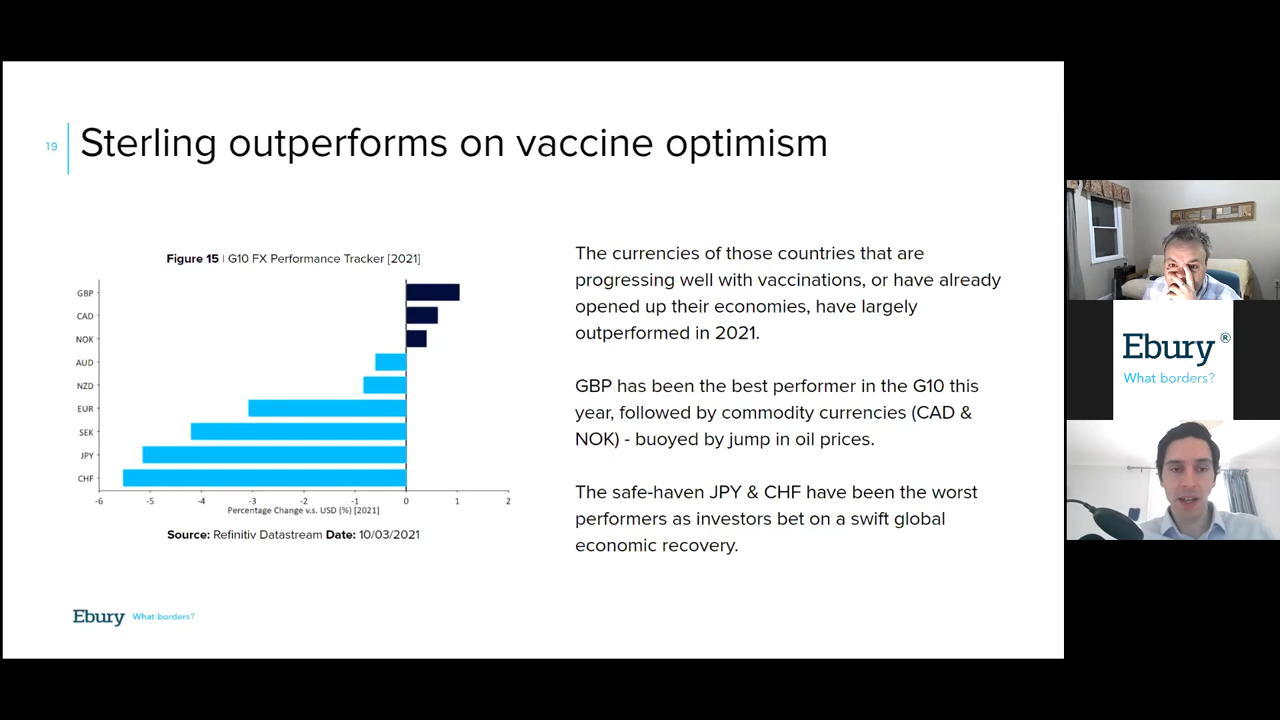 19
Sterling outperforms on vaccine optimism
Figure 15 | G10 FX Performance Tracker [2021]
GBP
CAD
NOK
AUD
NZD
EUR
SEK
JPY
CHF
-6 -5 -4 -3 -2 -1 0 1 2
Percentage Change v.s. USD (%) [2021]
Source: Refinitiv Datastream Date: 10/03/2021
The currencies of those countries that are
progressing well with vaccinations, or have already
opened up their economies, have largely
outperformed in 2021.
GBP has been the best performer in the G10 this
year, followed by commodity currencies (CAD &
NOK) - buoyed by jump in oil prices.
The safe-haven JPY & CHF have been the worst
performers as investors bet on a swift global
economic recovery.
Ebury What borders?
Ebury®
What borders?